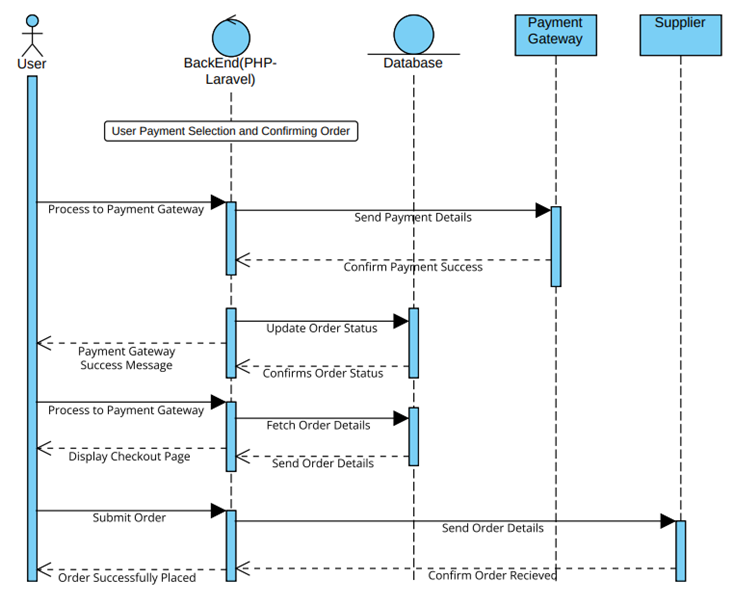 User
BackEnd(PHP-
Laravel)
Database
Payment
Gateway
Supplier
User Payment Selection and Confirming Order
Process to Payment Gateway
Send Payment Details
Confirm Payment Success
Update Order Status
Payment Gateway
Success Message
Confirms Order Status
Process to Payment Gateway
Fetch Order Details
Display Checkout Page
Send Order Details
Submit Order
Send Order Details
Order Successfully Placed
Confirm Order Recieved